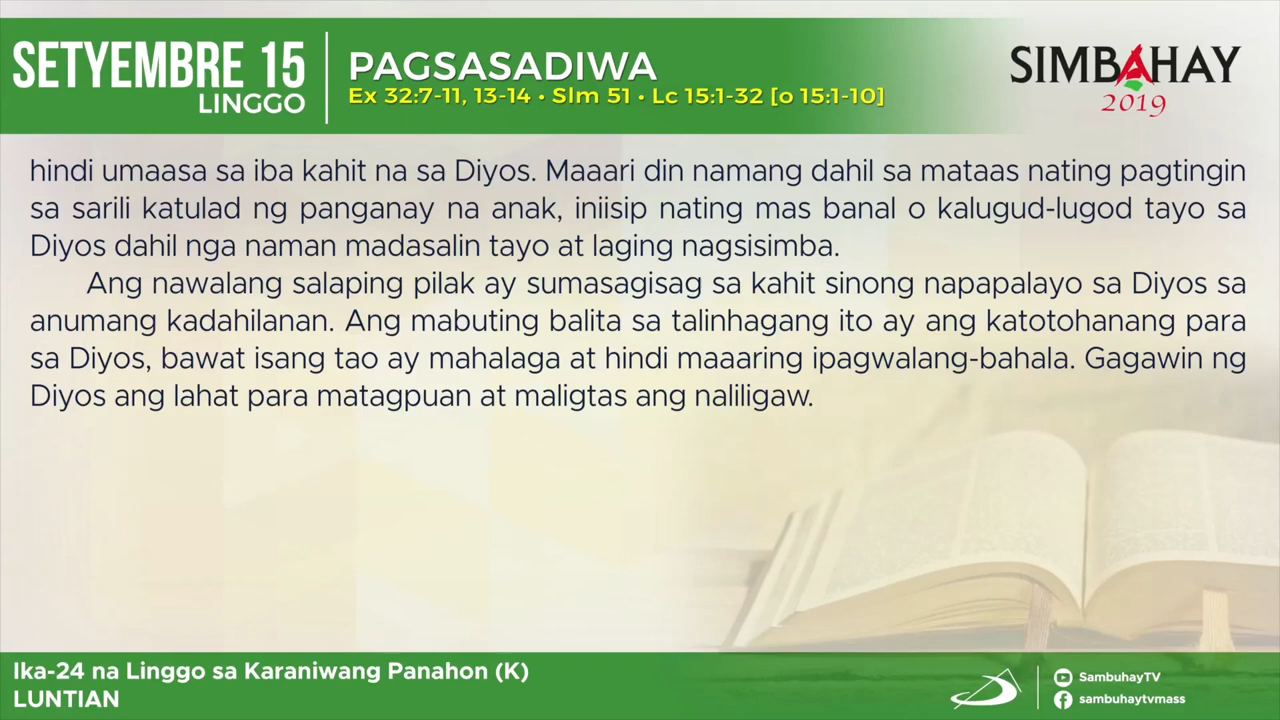 SETYEMBRE 15
LINGGO
PAGSASADIWA
Ex 32:7-11, 13-14 • Slm 51 • Lc 15:1-32 [o 15:1-10]
SIMBAHAY
2019
hindi umaasa sa iba kahit na sa Diyos. Maaari din namang dahil sa mataas nating pagtingin
sa sarili katulad ng panganay na anak, iniisip nating mas banal o kalugud-lugod tayo sa
Diyos dahil nga naman madasalin tayo at laging nagsisimba.
Ang nawalang salaping pilak ay sumasagisag sa kahit sinong napapalayo sa Diyos sa
anumang kadahilanan. Ang mabuting balita sa talinhagang ito ay ang katotohanang para
sa Diyos, bawat isang tao ay mahalaga at hindi maaaring ipagwalang-bahala. Gagawin ng
Diyos ang lahat para matagpuan at maligtas ang naliligaw.
Ika-24 na Linggo sa Karaniwang Panahon (K)
LUNTIAN
SambuhayTV
sambuhaytvmass